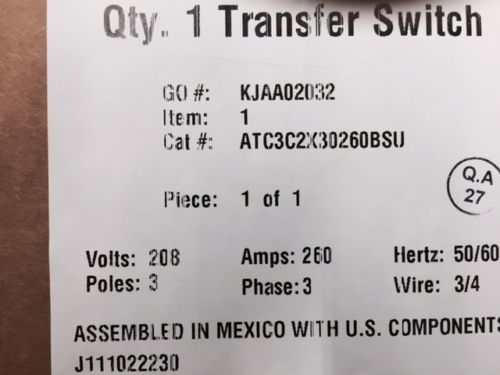 Qty. 1 Transfer Switch
GO #: KJAA02032
Item: 1
Cat #: ATC3C2X30260BSU
Q.A
27
Piece: 1 of 1
Volts: 208 Amps: 260 Hertz: 50/60
Poles: 3 Phase: 3 Wire: 3/4
ASSEMBLED IN MEXICO WITH U.S. COMPONENTS
J111022230